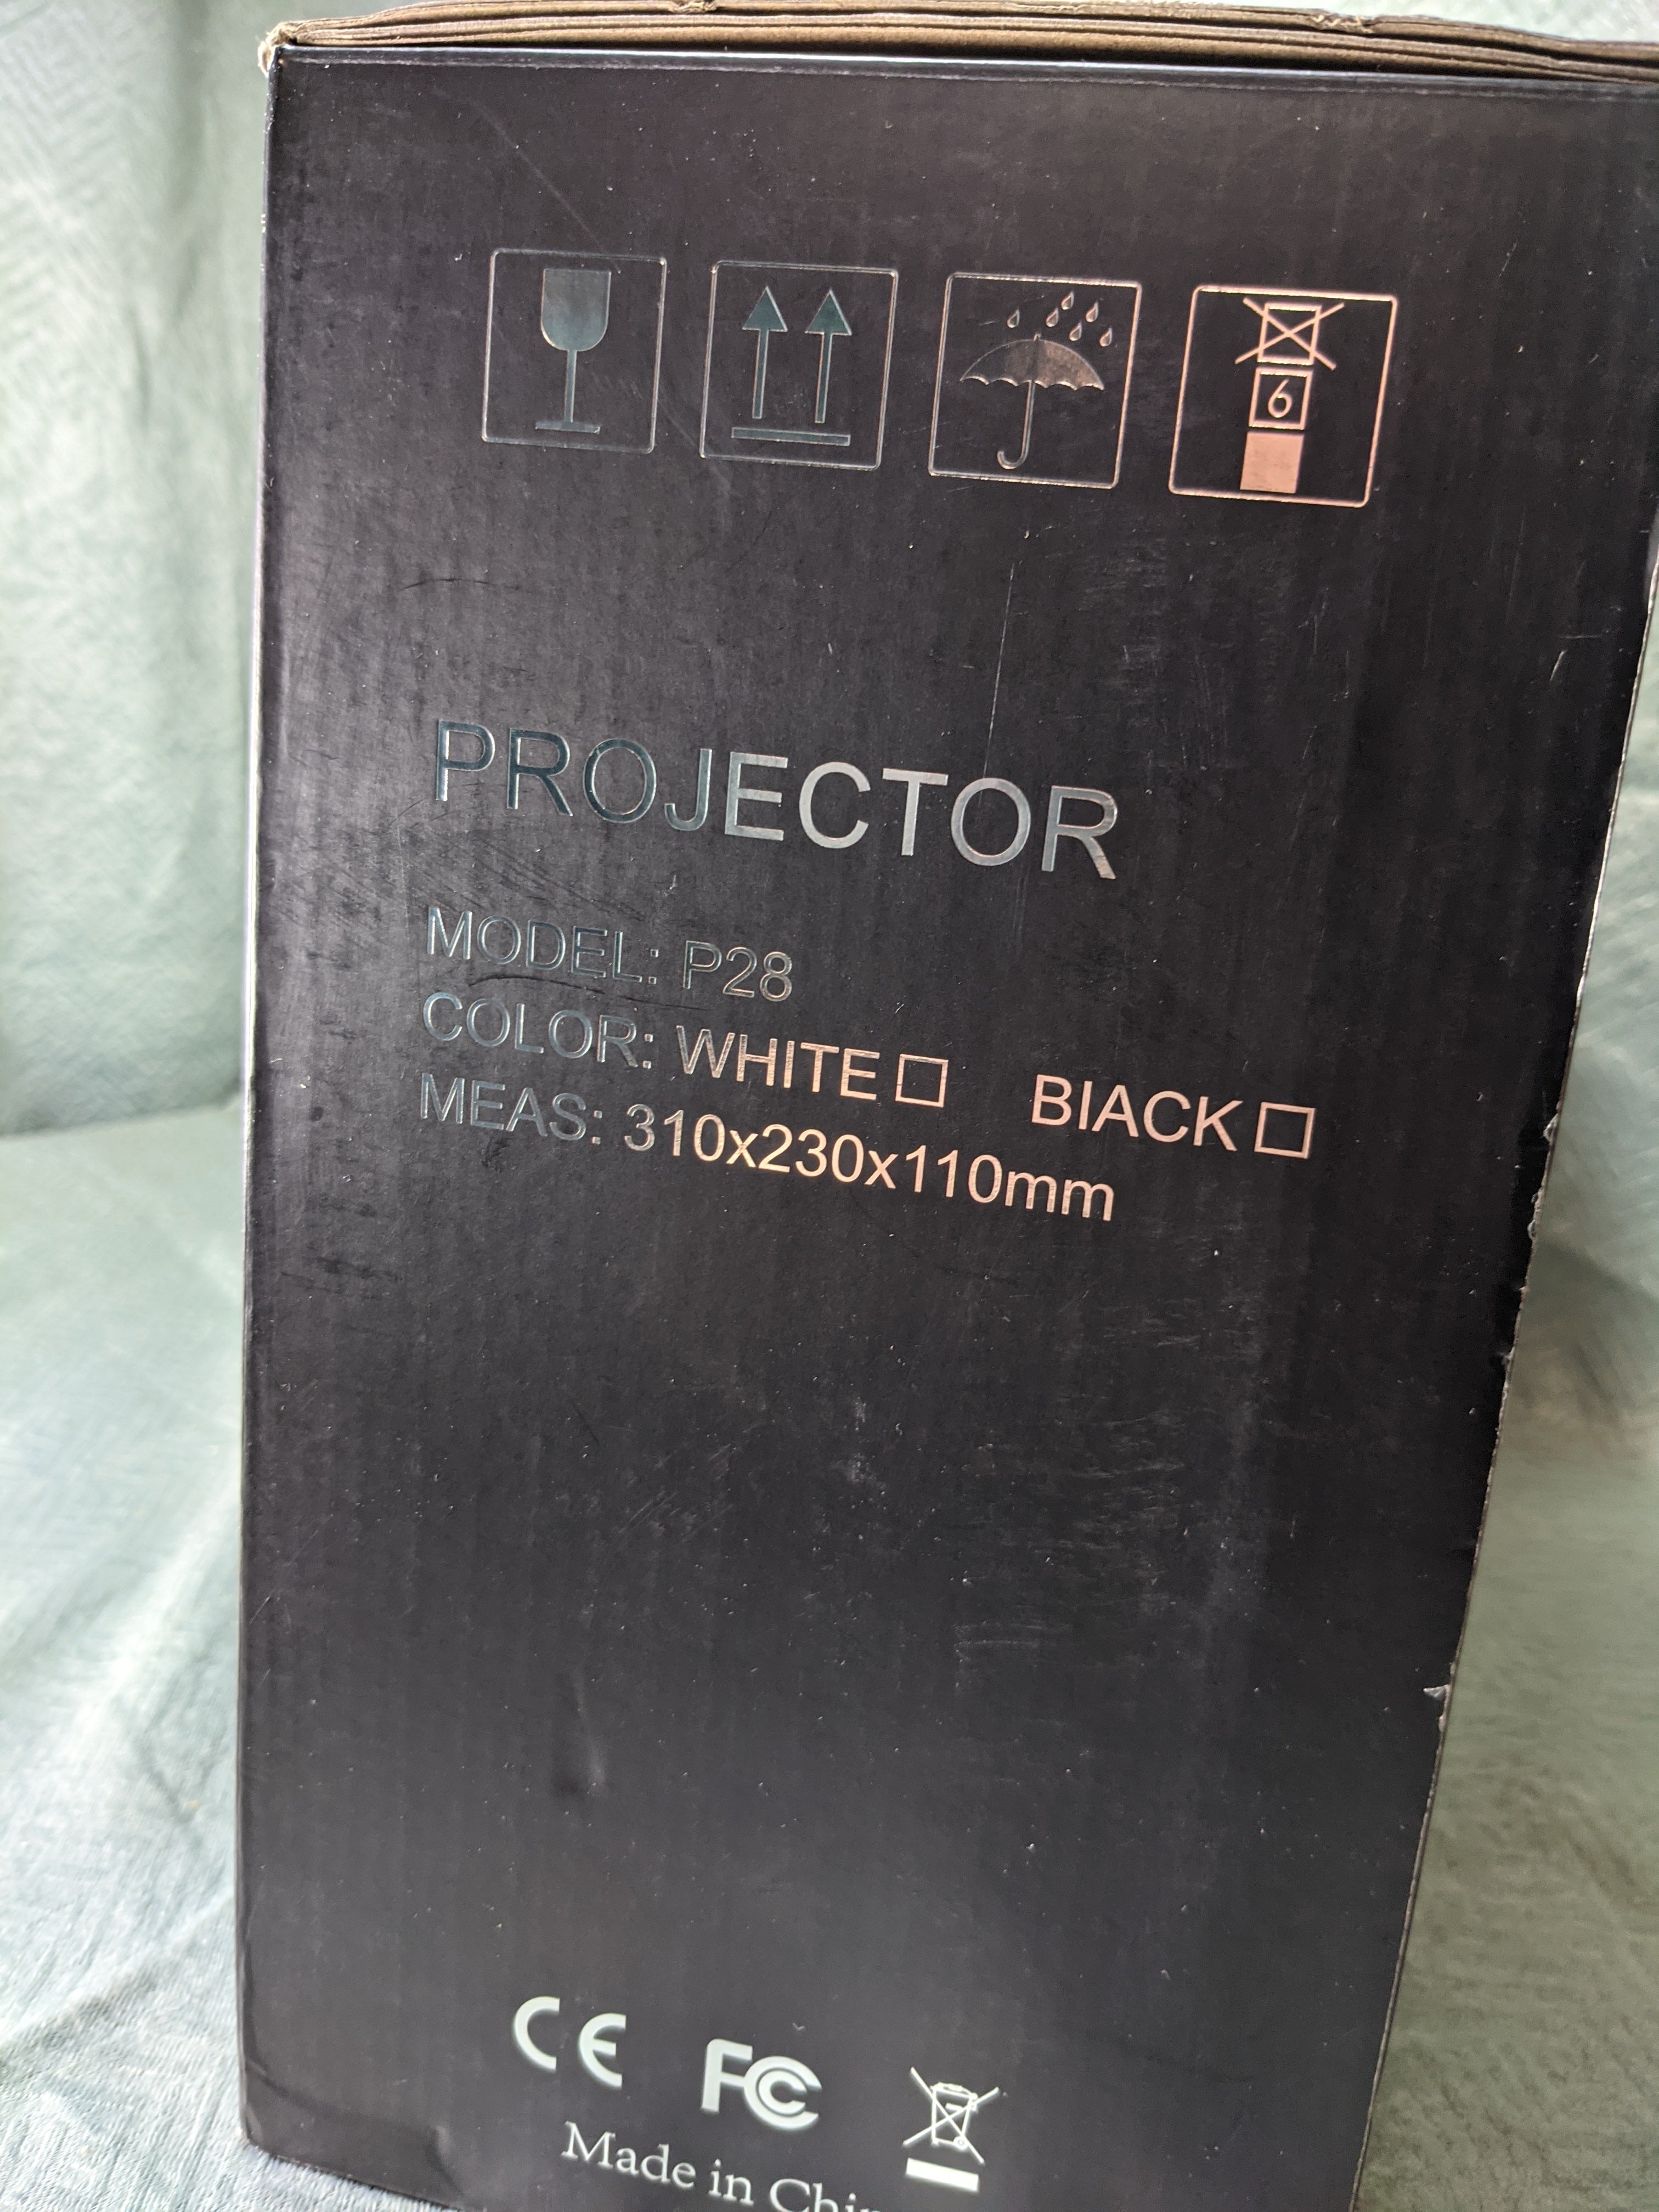 6
PROJECTOR
MODEL: P28
COLOR: WHITE☐ BIACK☐
MEAS: 310x230x110mm
CE FC
Made in